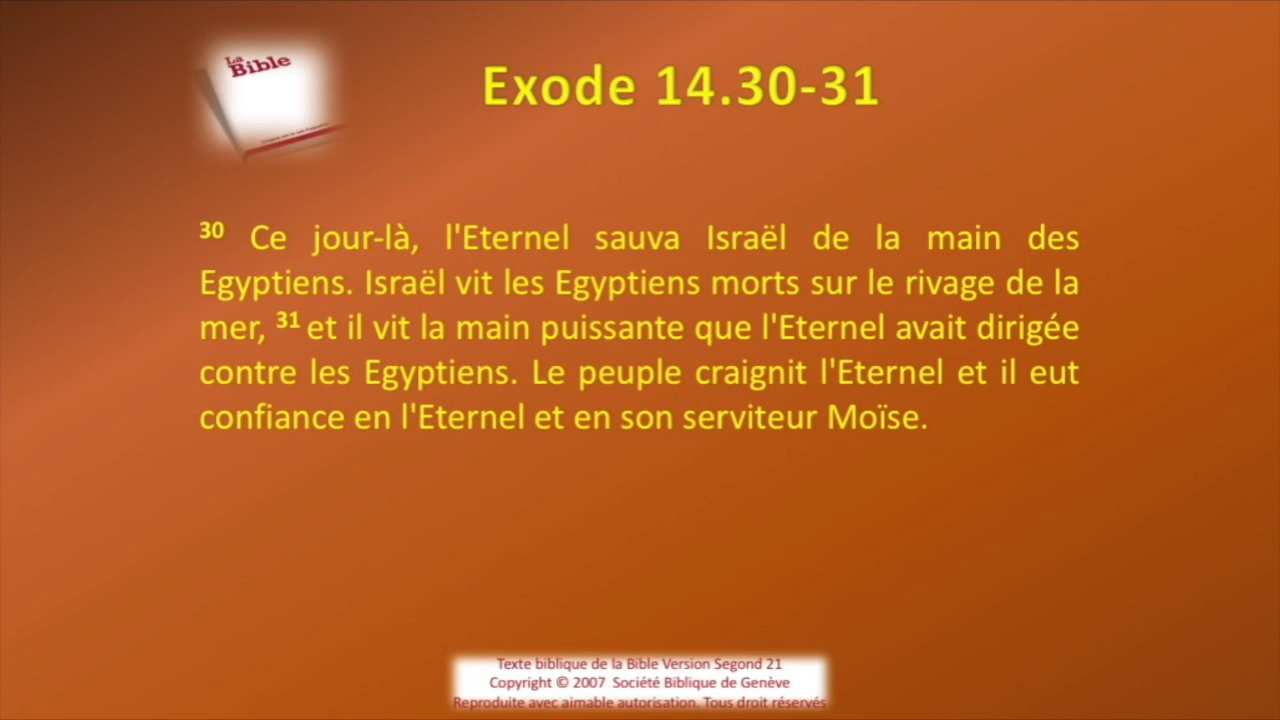 La
Bible
Exode 14.30-31
30 Ce jour-là, l'Eternel sauva Israël de la main des
Egyptiens. Israël vit les Egyptiens morts sur le rivage de la
mer, 31 et il vit la main puissante que l'Eternel avait dirigée
contre les Egyptiens. Le peuple craignit l'Eternel et il eut
confiance en l'Eternel et en son serviteur Moïse.
Texte biblique de la Bible Version Segond 21
Copyright © 2007 Société Biblique de Genève
Reproduite avec aimable autorisation. Tous droit réservés